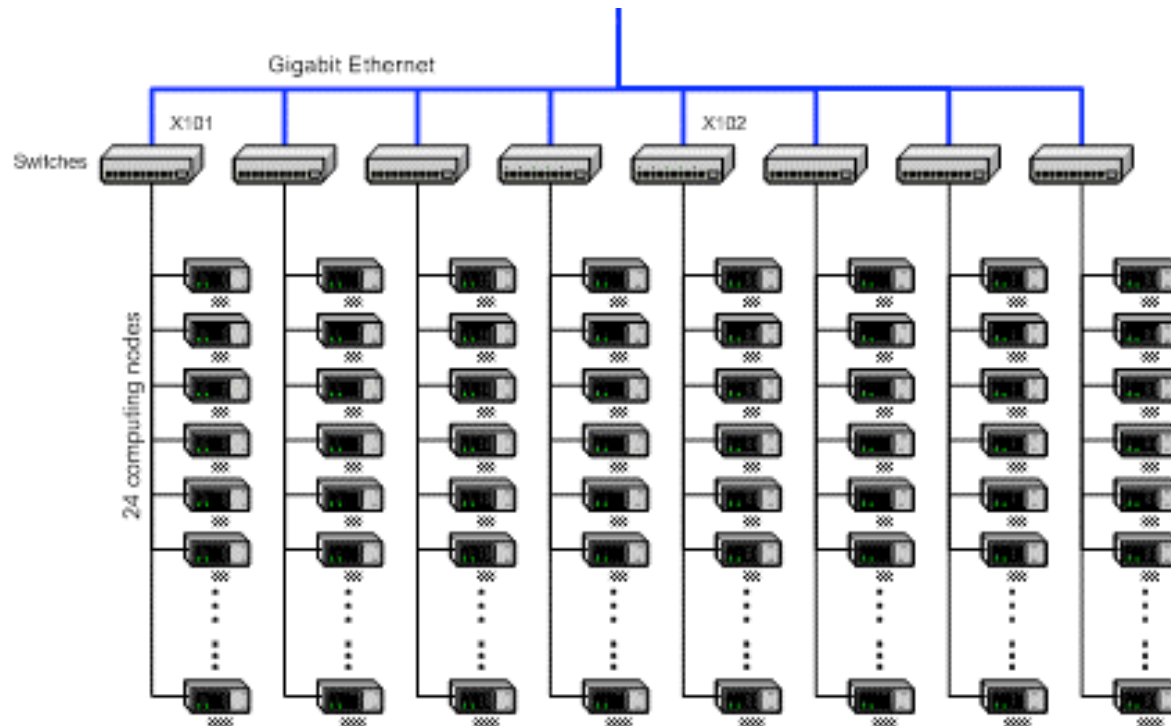 Gigabit Ethernet
X101
X102
Switches
24 computing nodes